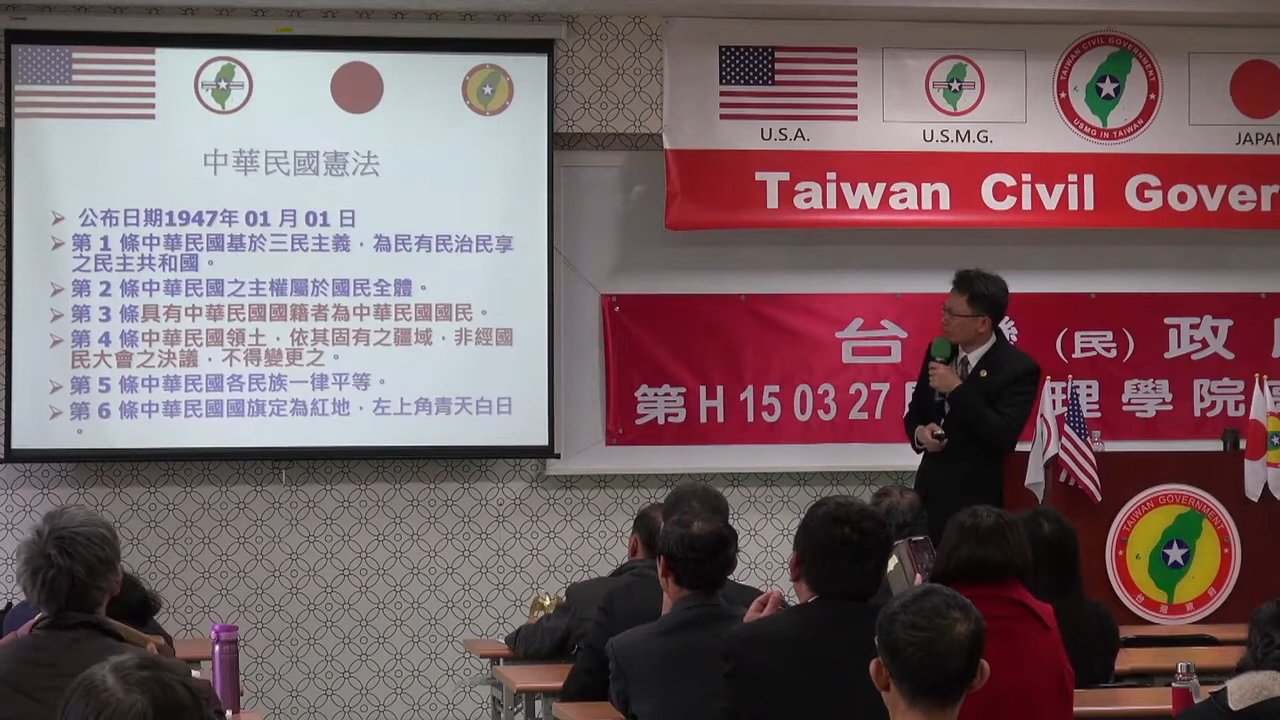 中華民國憲法
➢ 公布日期1947年 01 月 01 日
➢ 第 1 條中華民國基於三民主義，為民有民治民享
之民主共和國。
➢ 第 2 條中華民國之主權屬於國民全體。
➢ 第 3 條具有中華民國國籍者為中華民國國民。
➢ 第 4 條中華民國領土，依其固有之疆域，非經國
民大會之決議，不得變更之。
➢ 第 5 條中華民國各民族一律平等。
➢ 第 6 條中華民國國旗定為紅地，左上角青天白日
。
U.S.A.
U.S.M.G.
TAIWAN CIVIL GOVERNMENT
USMG IN TAIWAN
JAPA
Taiwan Civil Gover
台 (民) 政
第 H 15 03 27 理 學 院
TAIWAN GOVERNMENT
台 灣 政 府